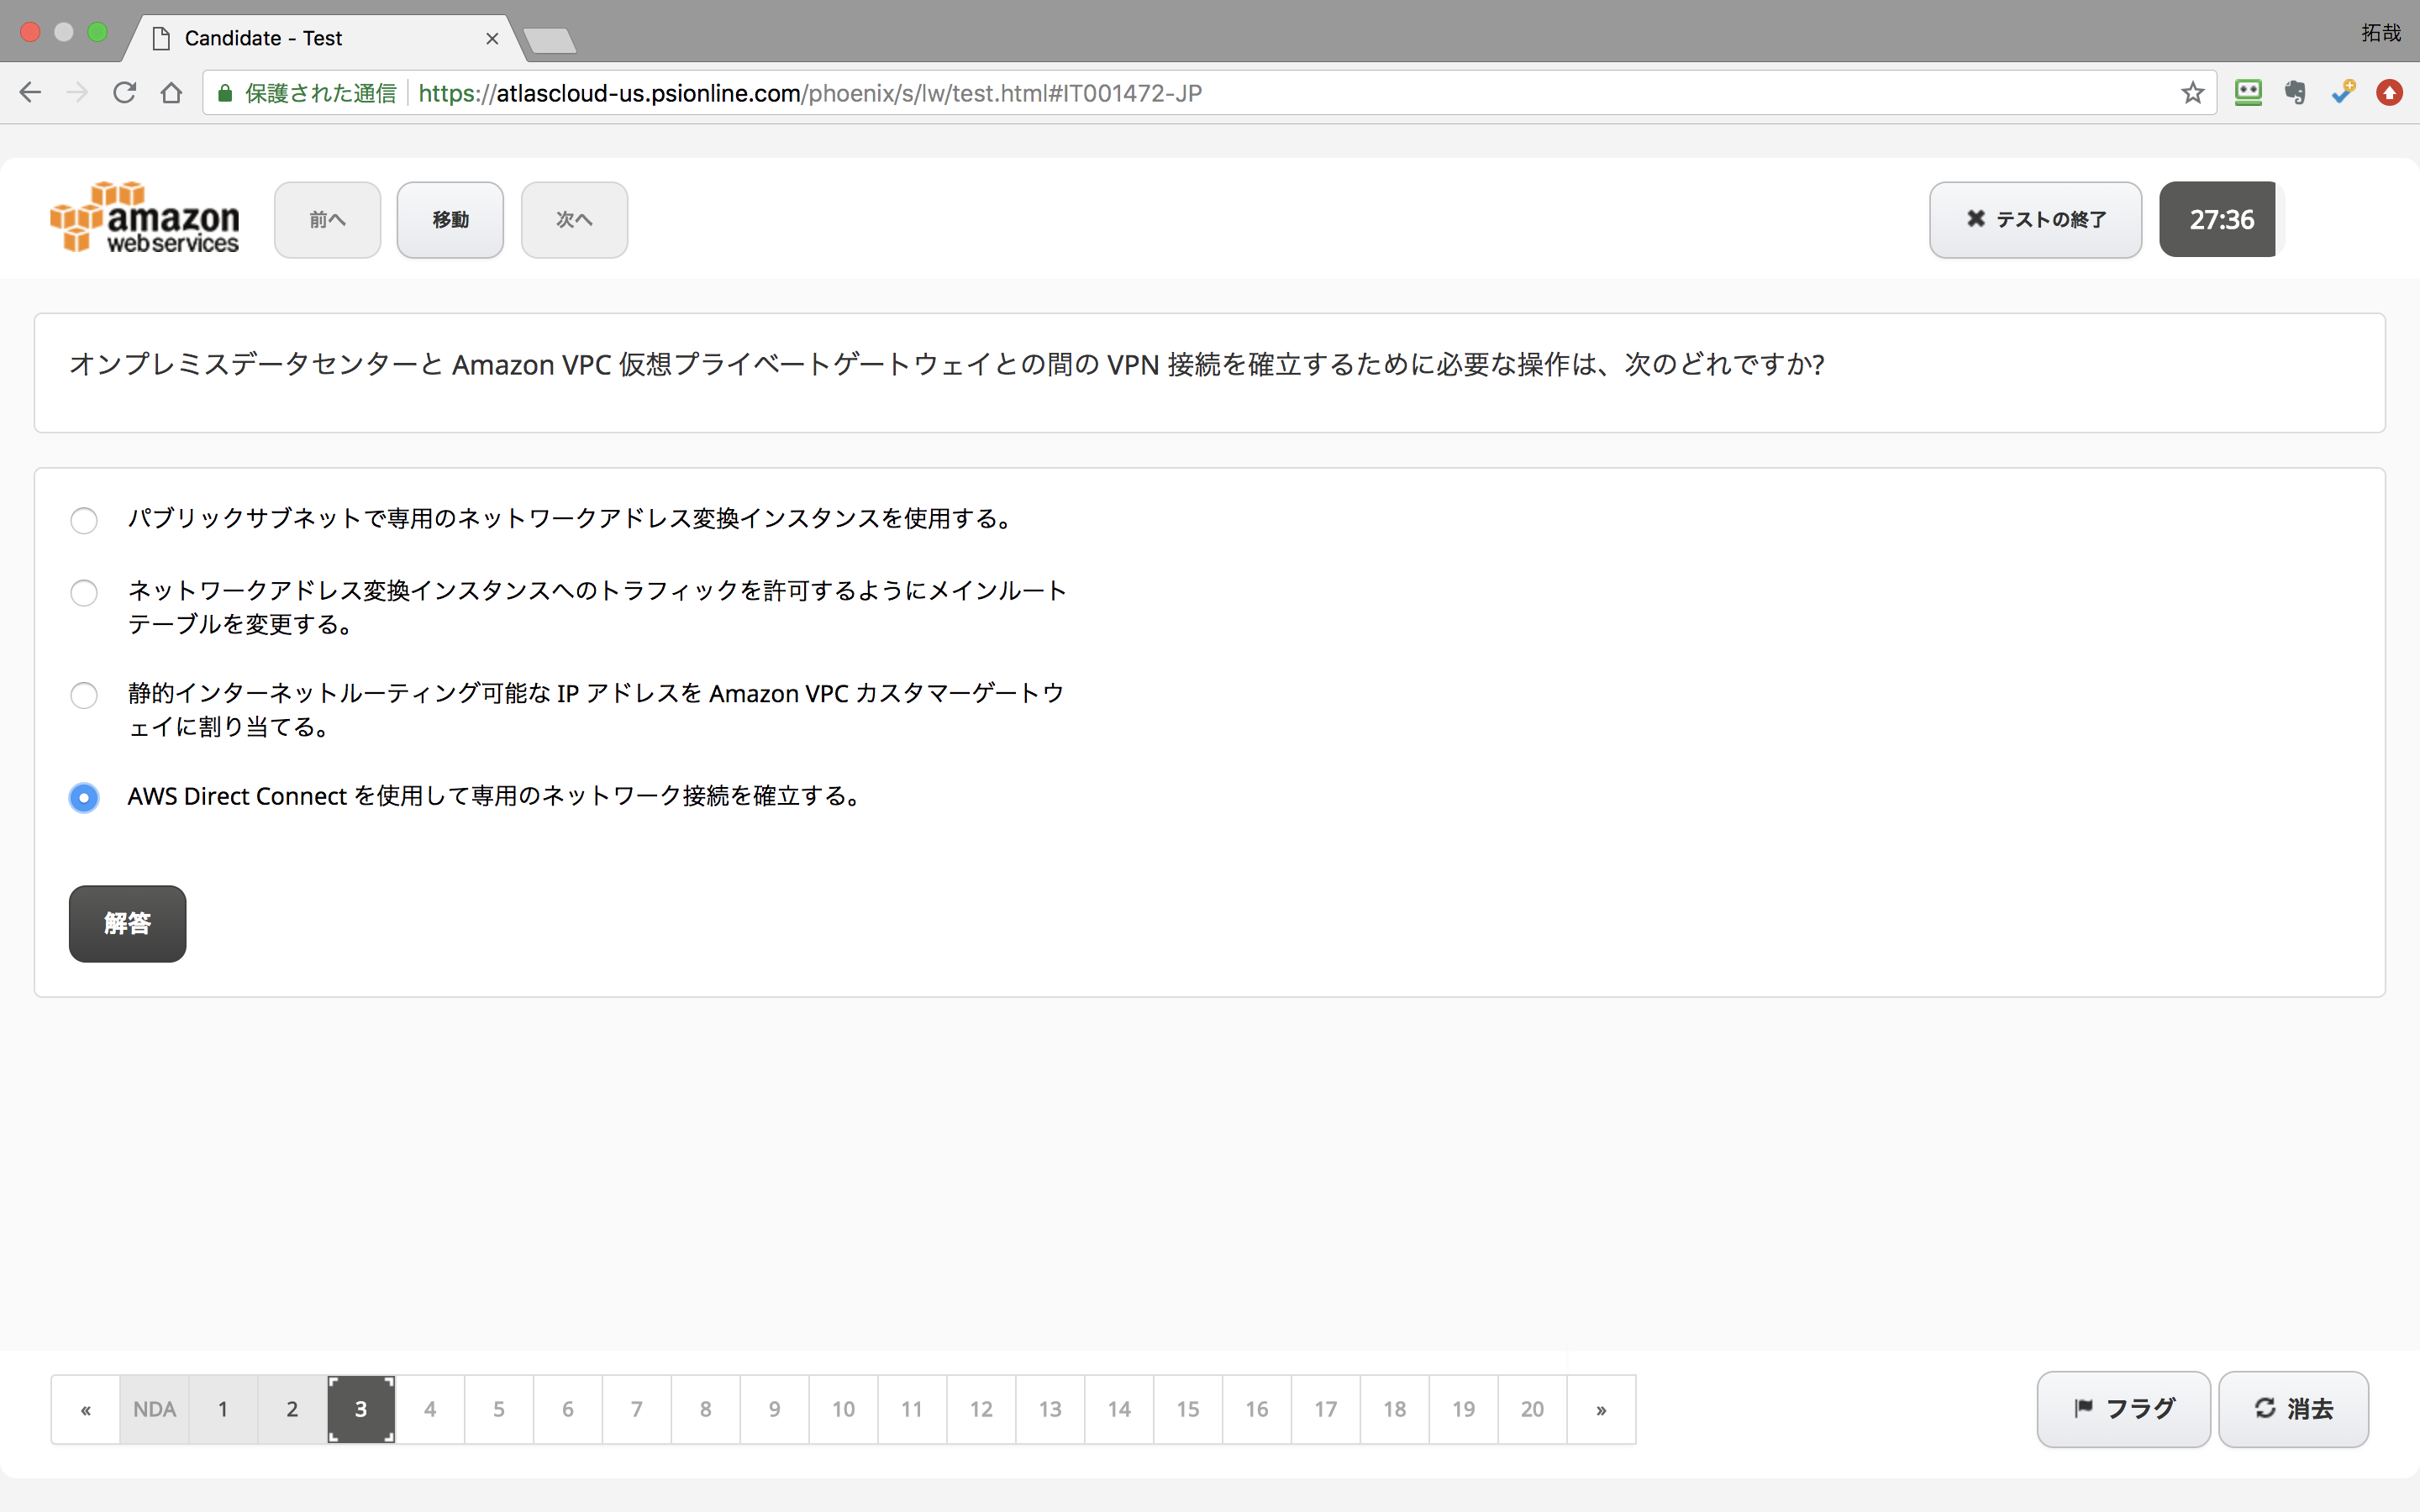 Candidate - Test
拓哉
保護された通信
https://atlascloud-us.psionline.com/phoenix/s/lw/test.html#IT001472-JP
amazon
web services
前へ
移動
次へ
✖ テストの終了
27:36
オンプレミスデータセンターと Amazon VPC 仮想プライベートゲートウェイとの間の VPN 接続を確立するために必要な操作は、次のどれですか?
パブリックサブネットで専用のネットワークアドレス変換インスタンスを使用する。
ネットワークアドレス変換インスタンスへのトラフィックを許可するようにメインルート
テーブルを変更する。
静的インターネットルーティング可能な IP アドレスを Amazon VPC カスタマーゲートウ
ェイに割り当てる。
AWS Direct Connect を使用して専用のネットワーク接続を確立する。
解答
« NDA 1 2 3 4 5 6 7 8 9 10 11 12 13 14 15 16 17 18 19 20 »
フラグ
消去